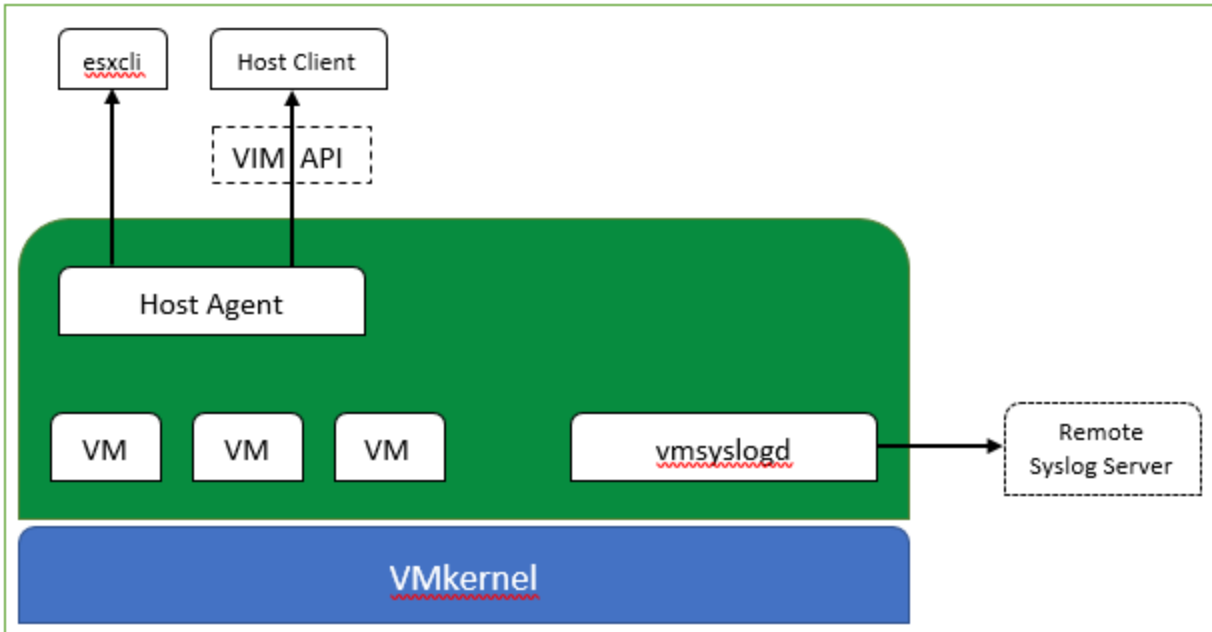 esxcli
Host Client
VIM API
Host Agent
VM
VM
VM
vmsyslogd
Remote
Syslog Server
VMkernel